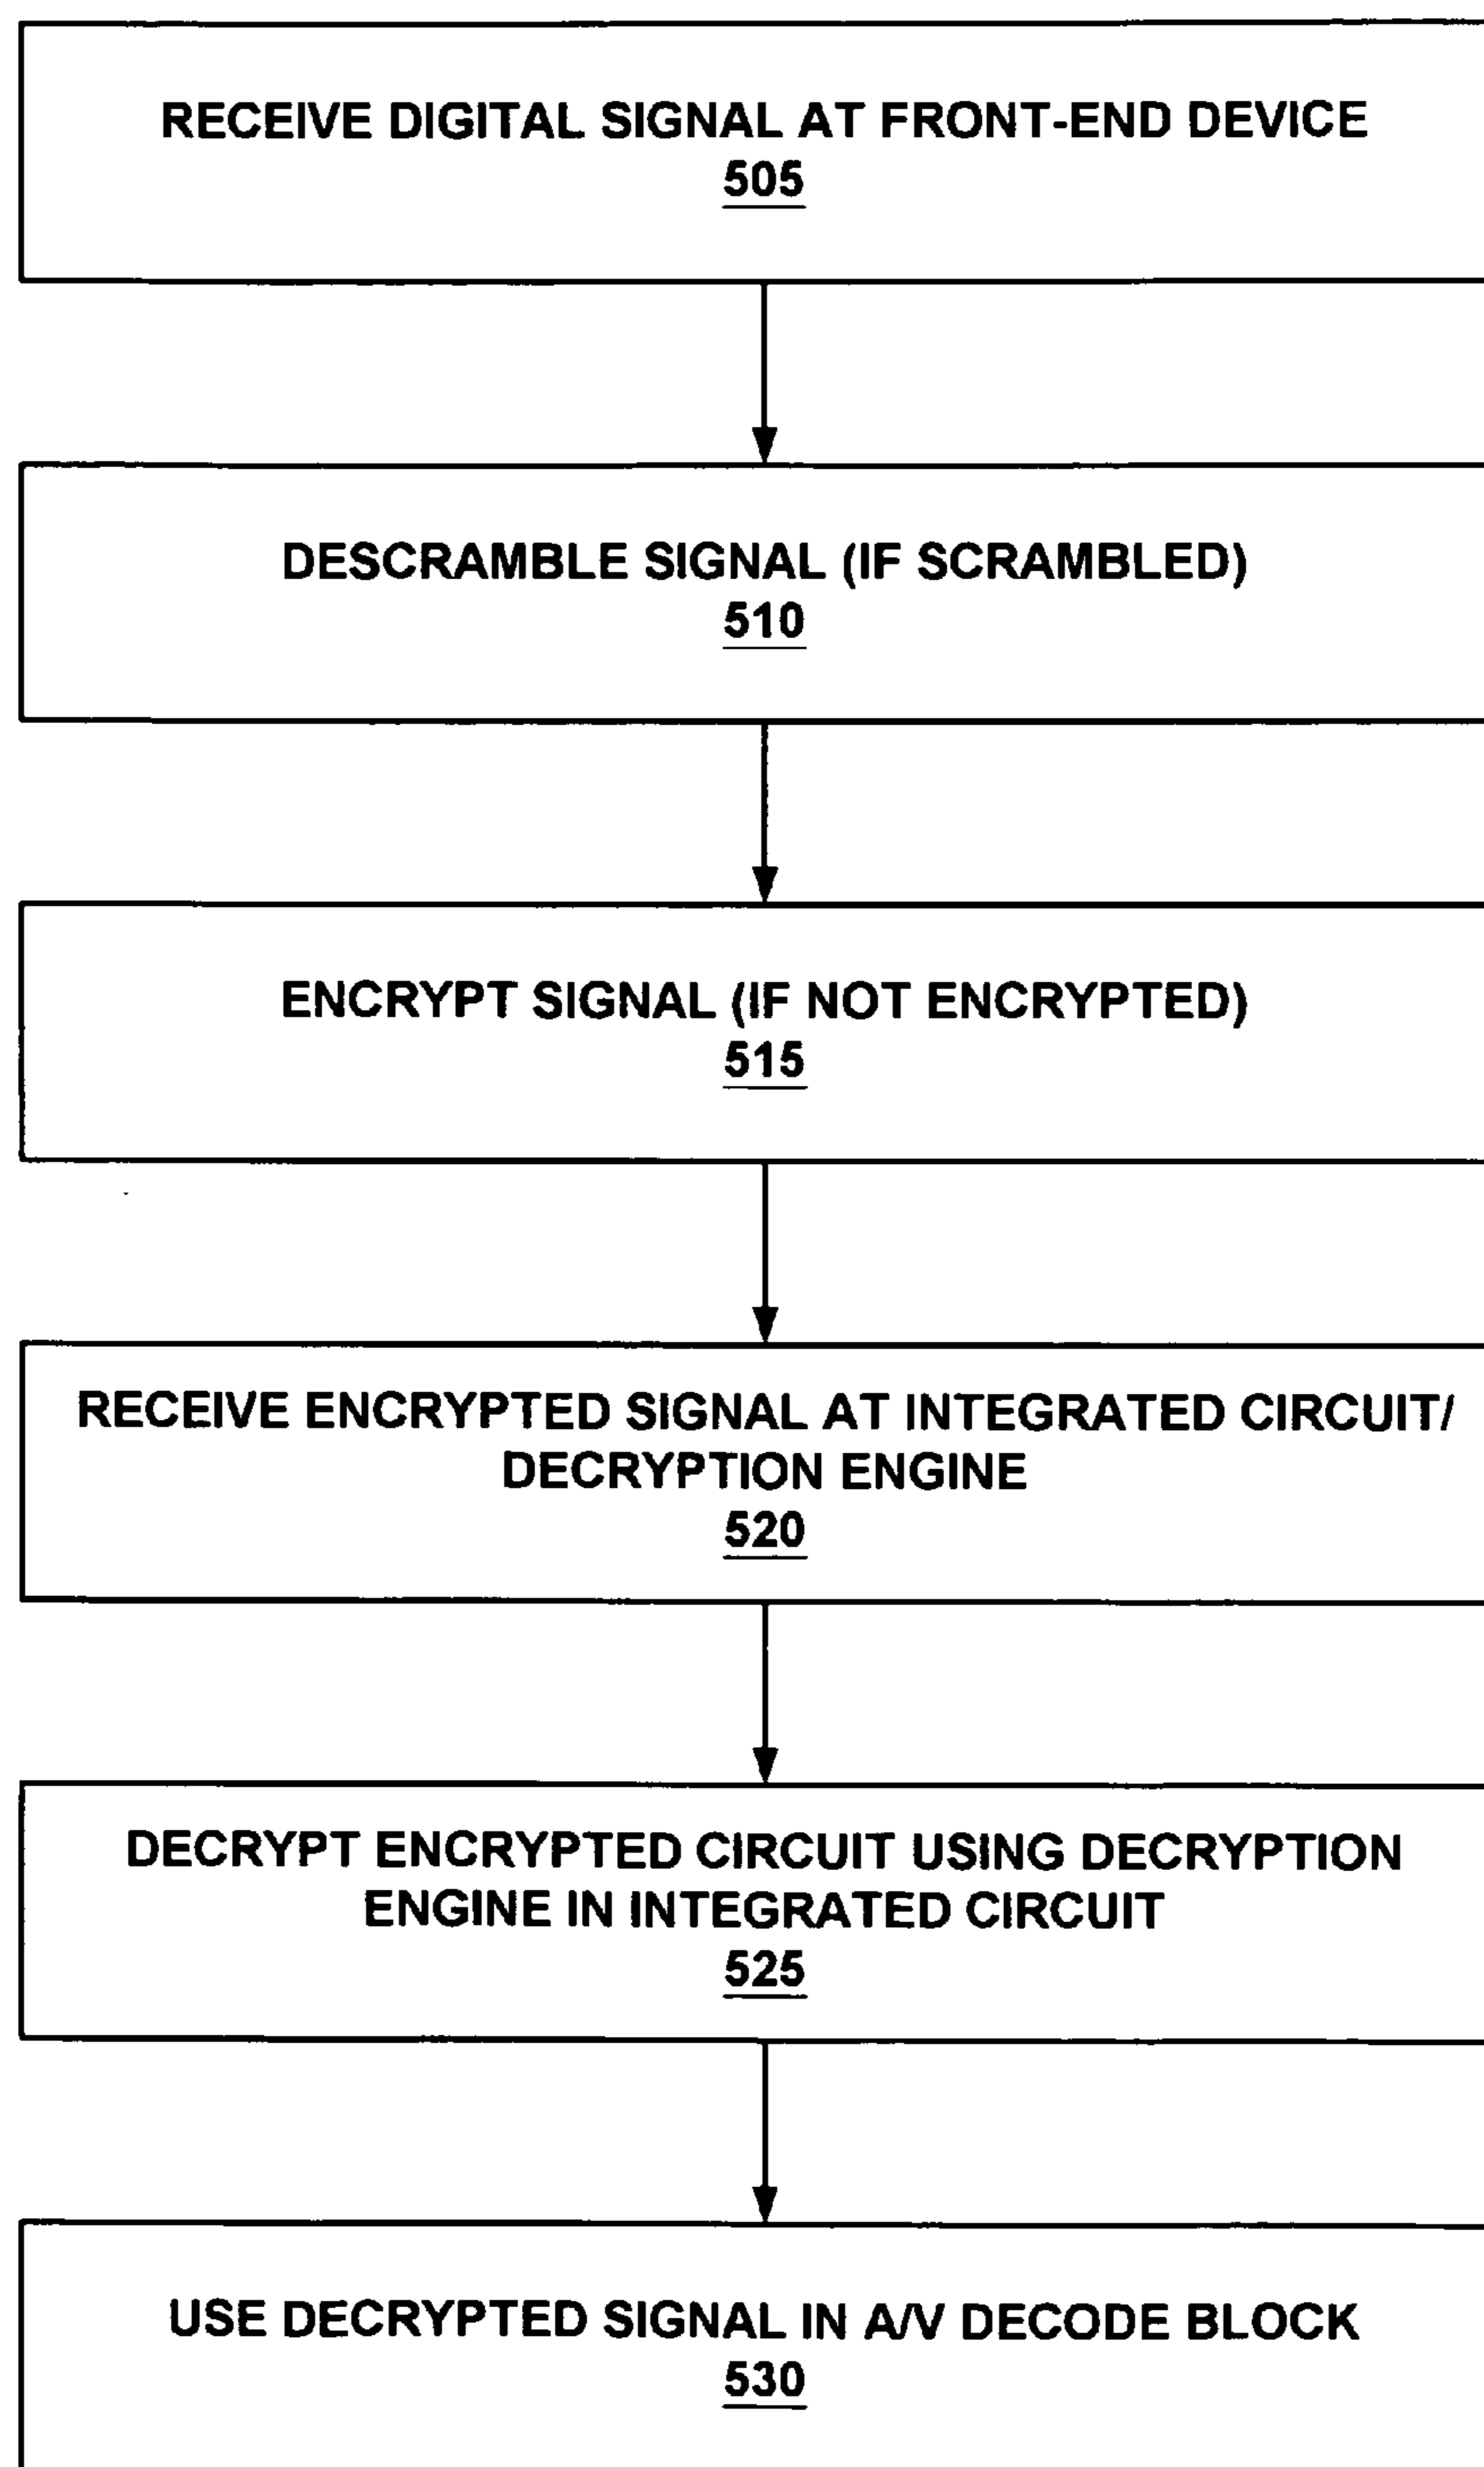 RECEIVE DIGITAL SIGNAL AT FRONT-END DEVICE
505
DESCRAMBLE SIGNAL (IF SCRAMBLED)
510
ENCRYPT SIGNAL (IF NOT ENCRYPTED)
515
RECEIVE ENCRYPTED SIGNAL AT INTEGRATED CIRCUIT/
DECRYPTION ENGINE
520
DECRYPT ENCRYPTED CIRCUIT USING DECRYPTION
ENGINE IN INTEGRATED CIRCUIT
525
USE DECRYPTED SIGNAL IN A/V DECODE BLOCK
530